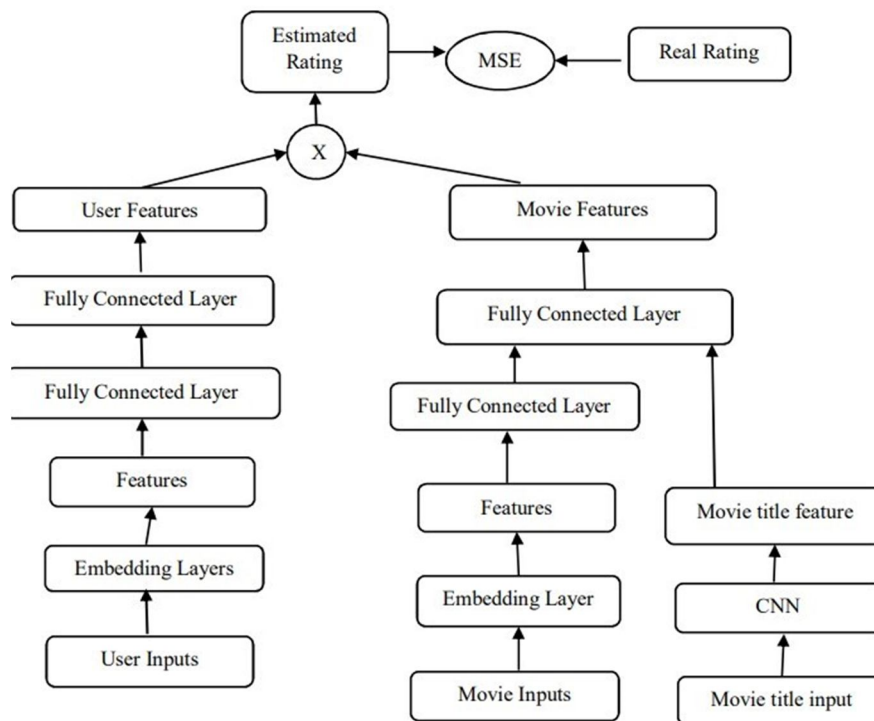 Estimated
Rating
MSE
Real Rating
X
User Features
Movie Features
Fully Connected Layer
Fully Connected Layer
Fully Connected Layer
Fully Connected Layer
Features
Features
Movie title feature
Embedding Layers
Embedding Layer
CNN
User Inputs
Movie Inputs
Movie title input